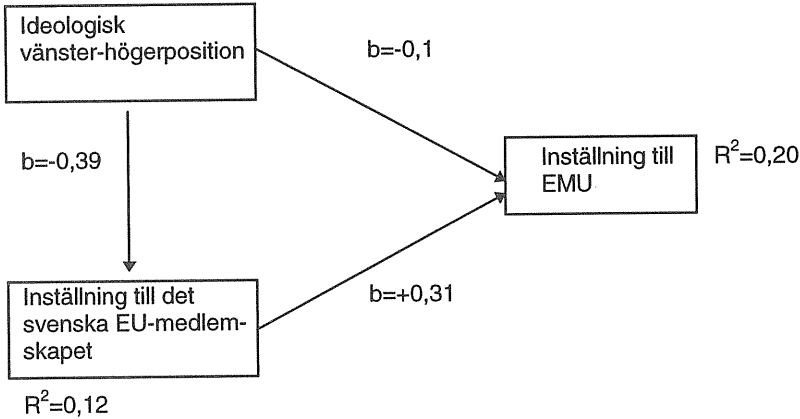 Ideologisk
vänster-högerposition
b=-0,1
b=-0,39
Inställning till
EMU
R²=0,20
Inställning till det
svenska EU-medlem-
skapet
b=+0,31
R²=0,12